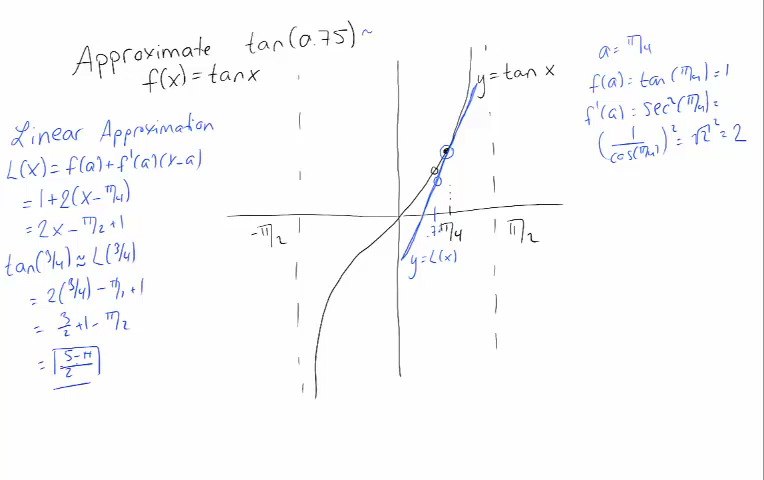 Approximate tan(0.75) ~
f(x) = tan x
Linear Approximation
L(x) = f(a) + f'(a)(x-a)
= 1 + 2(x - π/4)
= 2x - π/2 + 1
tan(3/4) ≈ L(3/4)
= 2(3/4) - π/2 + 1
= 3/2 + 1 - π/2
= 5-π/2
y = tan x
-π/2
.75
π/4
π/2
y = L(x)
a = π/4
f(a) = tan(π/4) = 1
f'(a) = sec²(π/4) =
(1/cos(π/4))² = √2² = 2